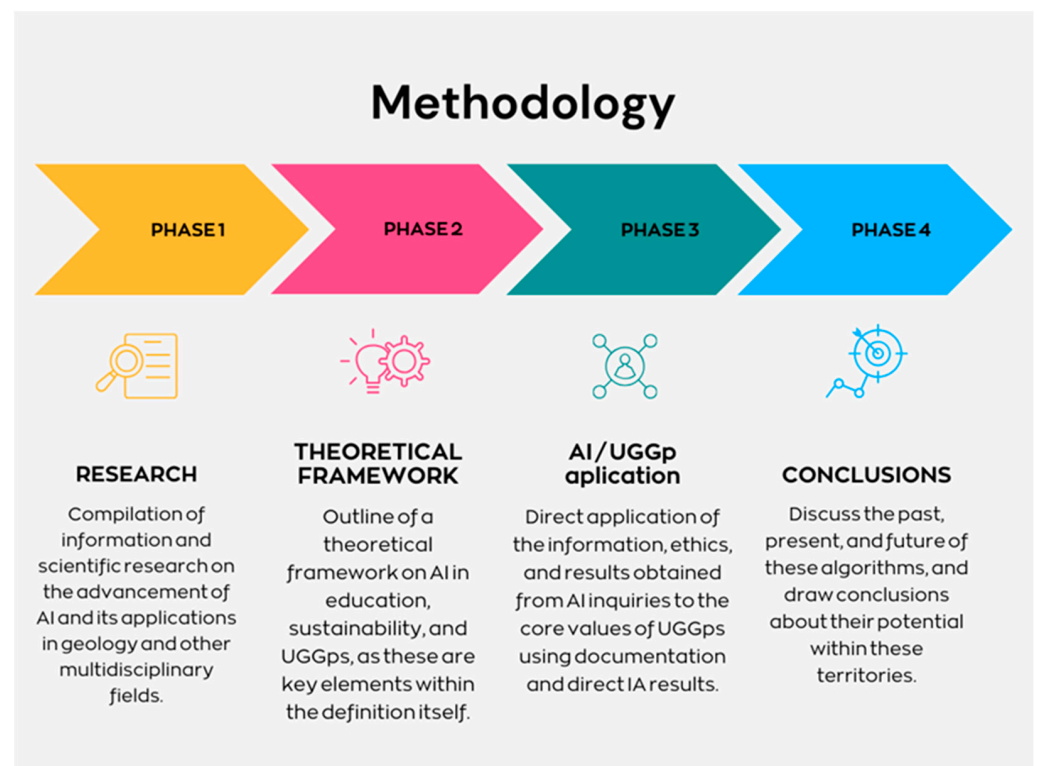 Methodology
PHASE 1
PHASE 2
PHASE 3
PHASE 4
RESEARCH
Compilation of
information and
scientific research on
the advancement of
AI and its applications
in geology and other
multidisciplinary
fields.
THEORETICAL
FRAMEWORK
Outline of a
theoretical
framework on AI in
education,
sustainability, and
UGGps, as these are
key elements within
the definition itself.
AI/UGGp
aplication
Direct application of
the information, ethics,
and results obtained
from AI inquiries to the
core values of UGGps
using documentation
and direct IA results.
CONCLUSIONS
Discuss the past,
present, and future of
these algorithms, and
draw conclusions
about their potential
within these
territories.